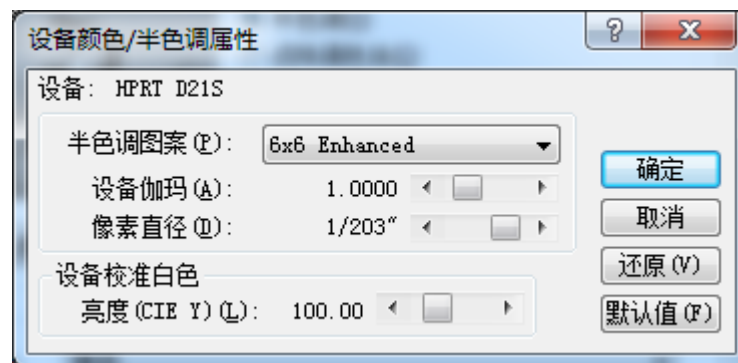 设备颜色/半色调属性
设备: HPRT D21S
半色调图案(P): 6x6 Enhanced
设备伽玛(A): 1.0000
像素直径(D): 1/203"
设备校准白色
亮度(CIE Y)(L): 100.00
确定
取消
还原(V)
默认值(F)